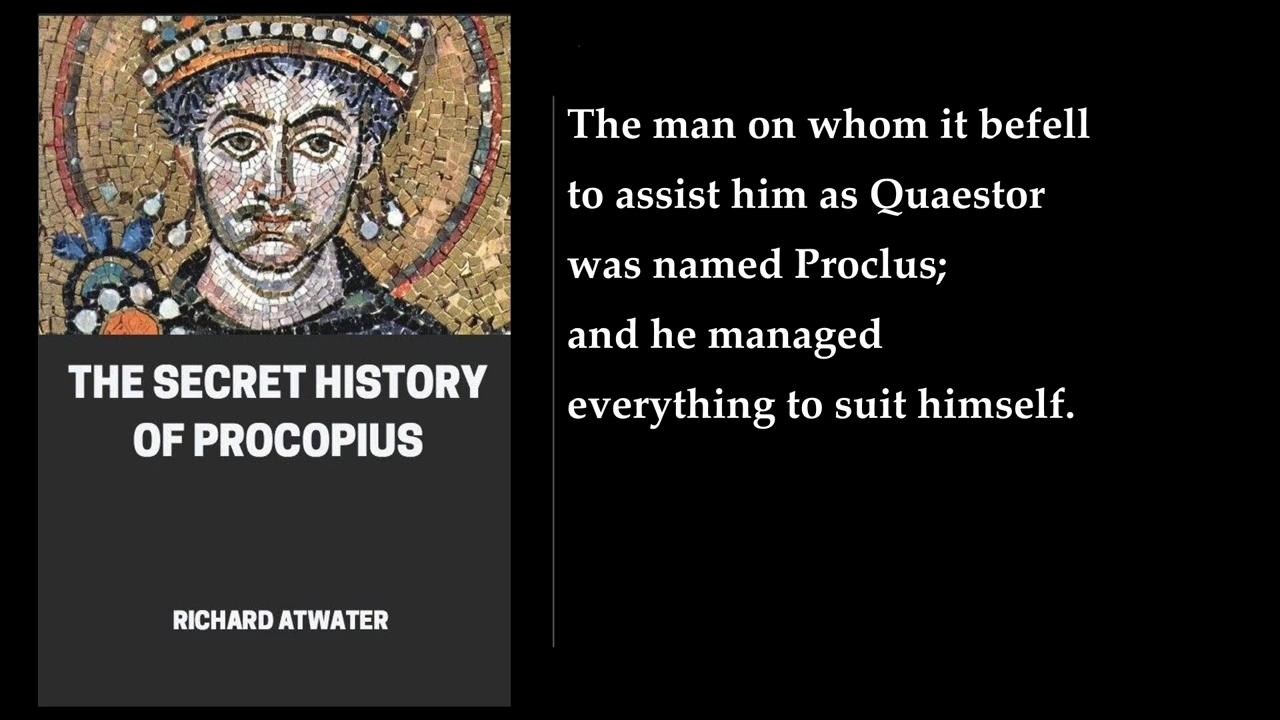 THE SECRET HISTORY
OF PROCOPIUS
RICHARD ATWATER
The man on whom it befell
to assist him as Quaestor
was named Proclus;
and he managed
everything to suit himself.